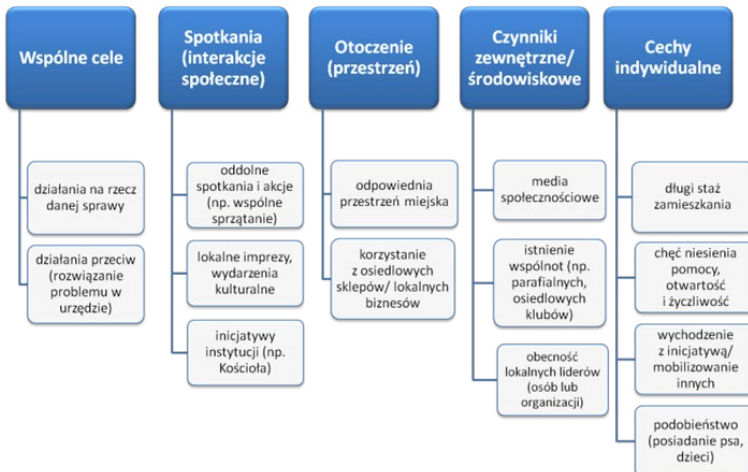 Wspólne cele
działania na rzecz
danej sprawy
działania przeciw
(rozwiązanie
problemu w
urzędzie)
Spotkania
(interakcje
społeczne)
oddolne
spotkania i akcje
(np. wspólne
sprzątanie)
lokalne imprezy,
wydarzenia
kulturalne
inicjatywy
instytucji (np.
Kościoła)
Otoczenie
(przestrzeń)
odpowiednia
przestrzeń miejska
korzystanie
z osiedlowych
sklepów/ lokalnych
biznesów
Czynniki
zewnętrzne/
środowiskowe
media
społecznościowe
istnienie
wspólnot (np.
parafialnych,
osiedlowych
klubów)
obecność
lokalnych liderów
(osób lub
organizacji)
Cechy
indywidualne
długi staż
zamieszkania
chęć niesienia
pomocy,
otwartość
i życzliwość
wychodzenie
z inicjatywą/
mobilizowanie
innych
podobieństwo
(posiadanie psa,
dzieci)